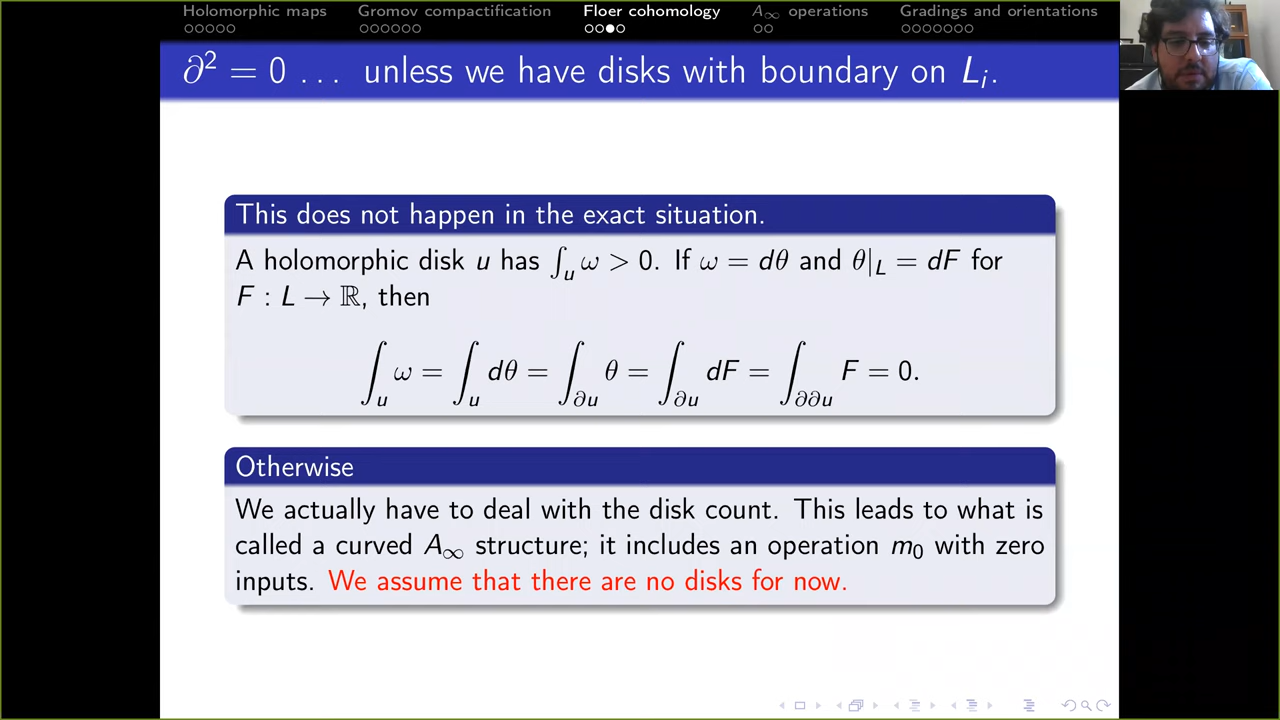 Holomorphic maps Gromov compactification Floer cohomology A∞ operations Gradings and orientations
∂² = 0 … unless we have disks with boundary on Lᵢ.
This does not happen in the exact situation.
A holomorphic disk u has ∫ᵤ ω > 0. If ω = dθ and θ|_L = dF for
F : L → ℝ, then
∫_u ω = ∫_u dθ = ∫_∂u θ = ∫_∂u dF = ∫_∂∂u F = 0.
Otherwise
We actually have to deal with the disk count. This leads to what is
called a curved A∞ structure; it includes an operation m₀ with zero
inputs. We assume that there are no disks for now.